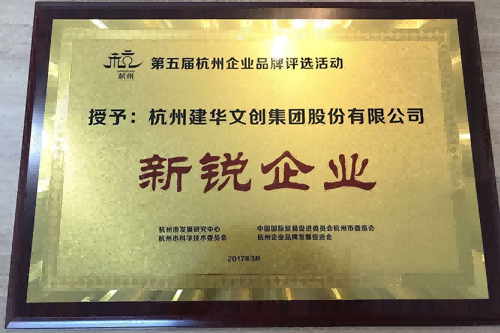 杭州
第五届杭州企业品牌评选活动
授予：杭州建华文创集团股份有限公司
新锐企业
杭州市发展研究中心 中国国际贸易促进委员会杭州市委员会
杭州市科学技术委员会 杭州企业品牌发展促进会
2017年3月